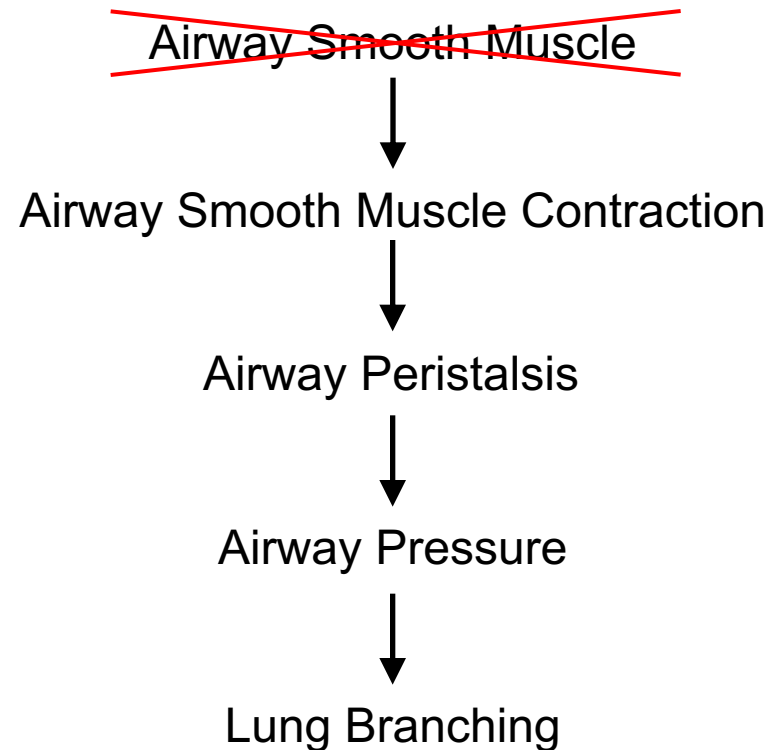 Airway Smooth Muscle
Airway Smooth Muscle Contraction
Airway Peristalsis
Airway Pressure
Lung Branching